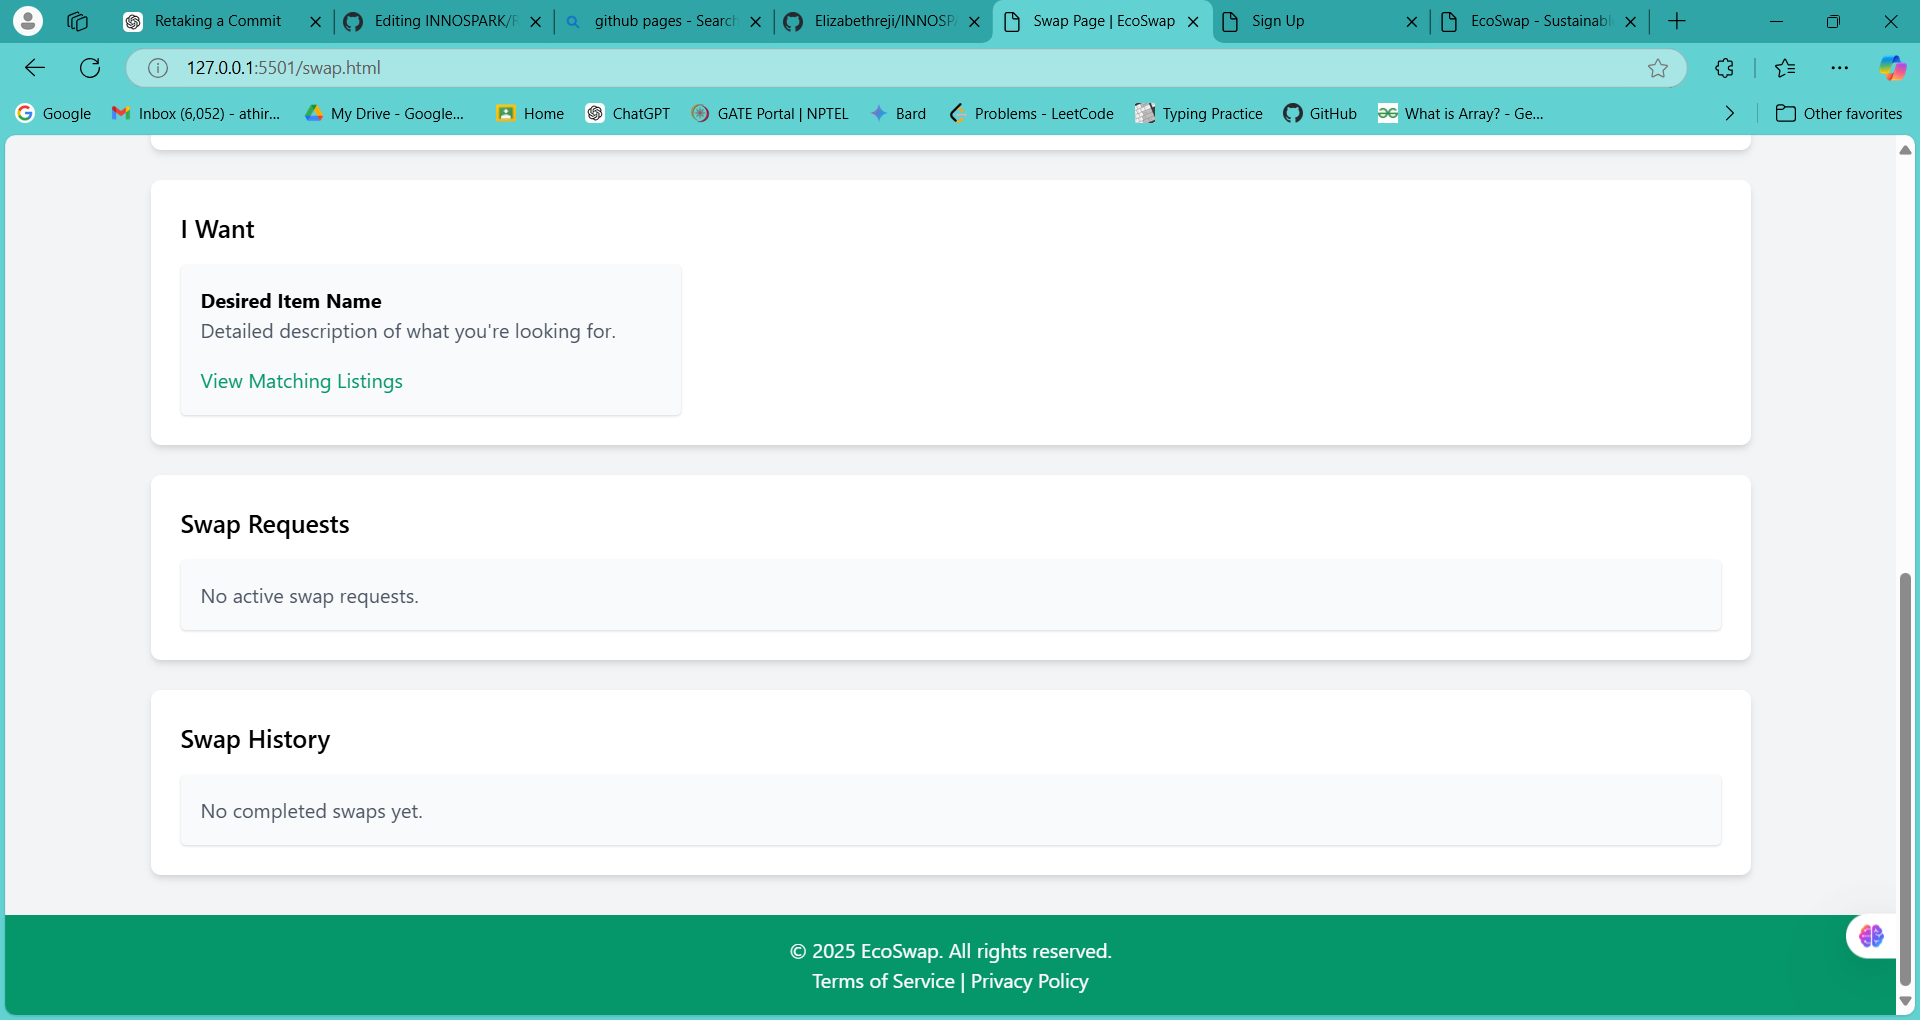 Retaking a Commit
Editing INNOSPARK/R
github pages - Search
Elizabethreji/INNOSPA
Swap Page | EcoSwap
Sign Up
EcoSwap - Sustainabl
127.0.0.1:5501/swap.html
Google
Inbox (6,052) - athir...
My Drive - Google...
Home
ChatGPT
GATE Portal | NPTEL
Bard
Problems - LeetCode
Typing Practice
GitHub
What is Array? - Ge...
Other favorites
I Want
Desired Item Name
Detailed description of what you're looking for.
View Matching Listings
Swap Requests
No active swap requests.
Swap History
No completed swaps yet.
© 2025 EcoSwap. All rights reserved.
Terms of Service | Privacy Policy